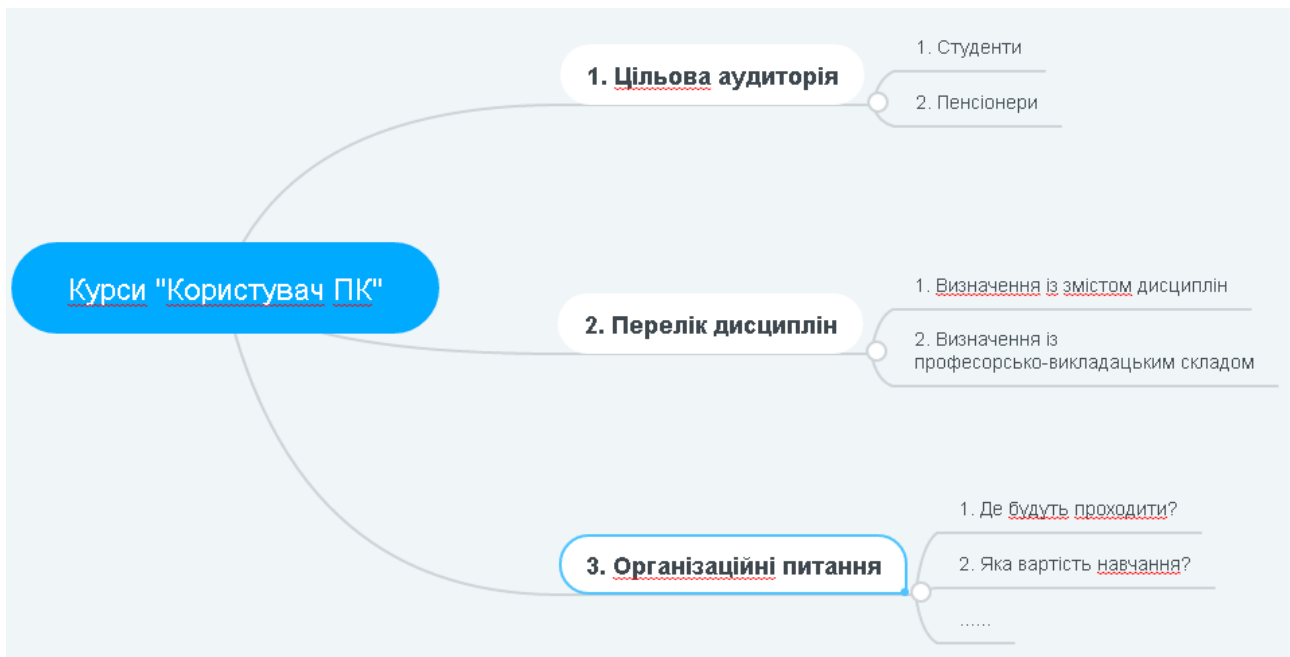 1. Цільова аудиторія
1. Студенти
2. Пенсіонери
Курси "Користувач ПК"
2. Перелік дисциплін
1. Визначення із змістом дисциплін
2. Визначення із
професорсько-викладацьким складом
3. Організаційні питання
1. Де будуть проходити?
2. Яка вартість навчання?
......